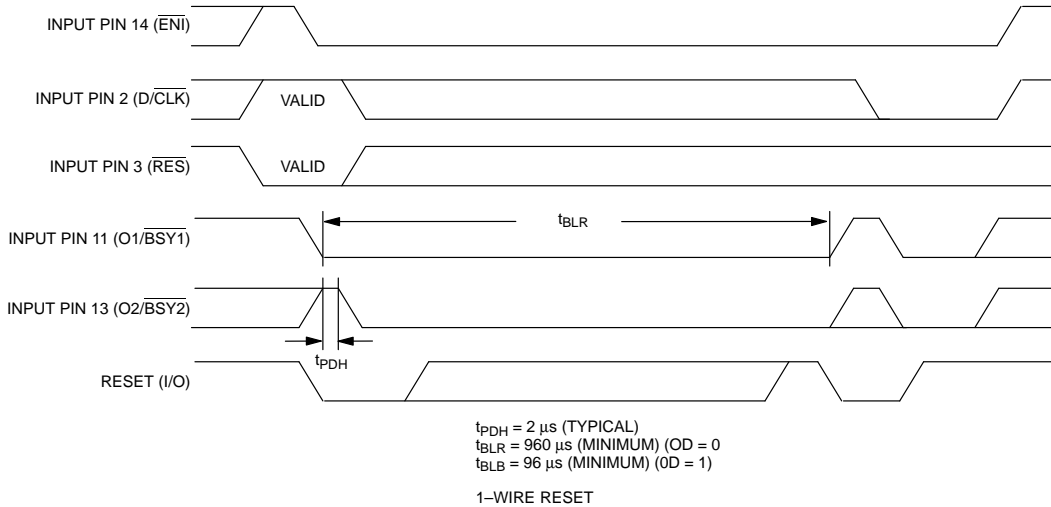 INPUT PIN 14 (ENI)
INPUT PIN 2 (D/CLK)
VALID
INPUT PIN 3 (RES)
VALID
INPUT PIN 11 (O1/BSY1)
tBLR
INPUT PIN 13 (O2/BSY2)
tPDH
RESET (I/O)
tPDH = 2 μs (TYPICAL)
tBLR = 960 μs (MINIMUM) (OD = 0
tBLB = 96 μs (MINIMUM) (0D = 1)
1–WIRE RESET